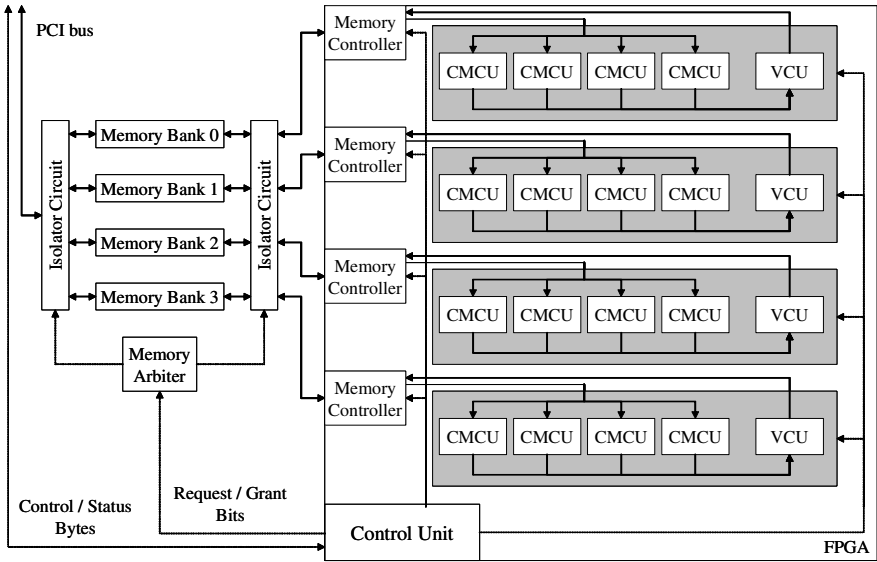 PCI bus
Memory
Controller
CMCU CMCU CMCU CMCU VCU
Isolator Circuit
Memory Bank 0
Memory Bank 1
Memory Bank 2
Memory Bank 3
Isolator Circuit
Memory
Controller
CMCU CMCU CMCU CMCU VCU
Memory
Controller
CMCU CMCU CMCU CMCU VCU
Memory
Arbiter
Memory
Controller
CMCU CMCU CMCU CMCU VCU
Control / Status
Bytes
Request / Grant
Bits
Control Unit
FPGA